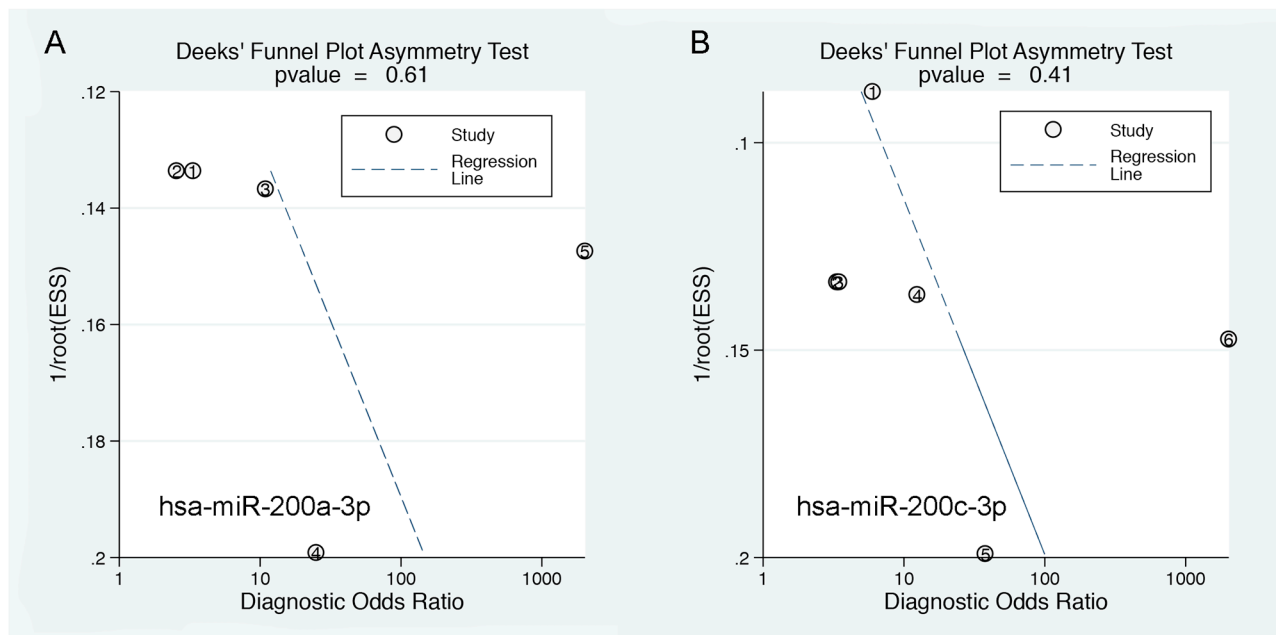 A
Deeks' Funnel Plot Asymmetry Test
pvalue = 0.61
.12
.14
.16
.18
.2
1/root(ESS)
Study
Regression
Line
2
1
3
5
4
hsa-miR-200a-3p
1
10
100
1000
Diagnostic Odds Ratio
B
Deeks' Funnel Plot Asymmetry Test
pvalue = 0.41
.1
.15
.2
1/root(ESS)
Study
Regression
Line
1
4
6
5
hsa-miR-200c-3p
1
10
100
1000
Diagnostic Odds Ratio